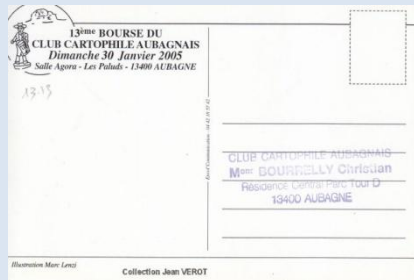 13ème BOURSE DU
CLUB CARTOPHILE AUBAGNAIS
Dimanche 30 Janvier 2005
Salle Agora - Les Paluds - 13400 AUBAGNE
13.13
CLUB CARTOPHILE AUBAGNAIS
Monsr BOURRELLY Christian
Résidence Central Parc Tour D
13400 AUBAGNE
Illustration Marc Lenzi
Collection Jean VEROT